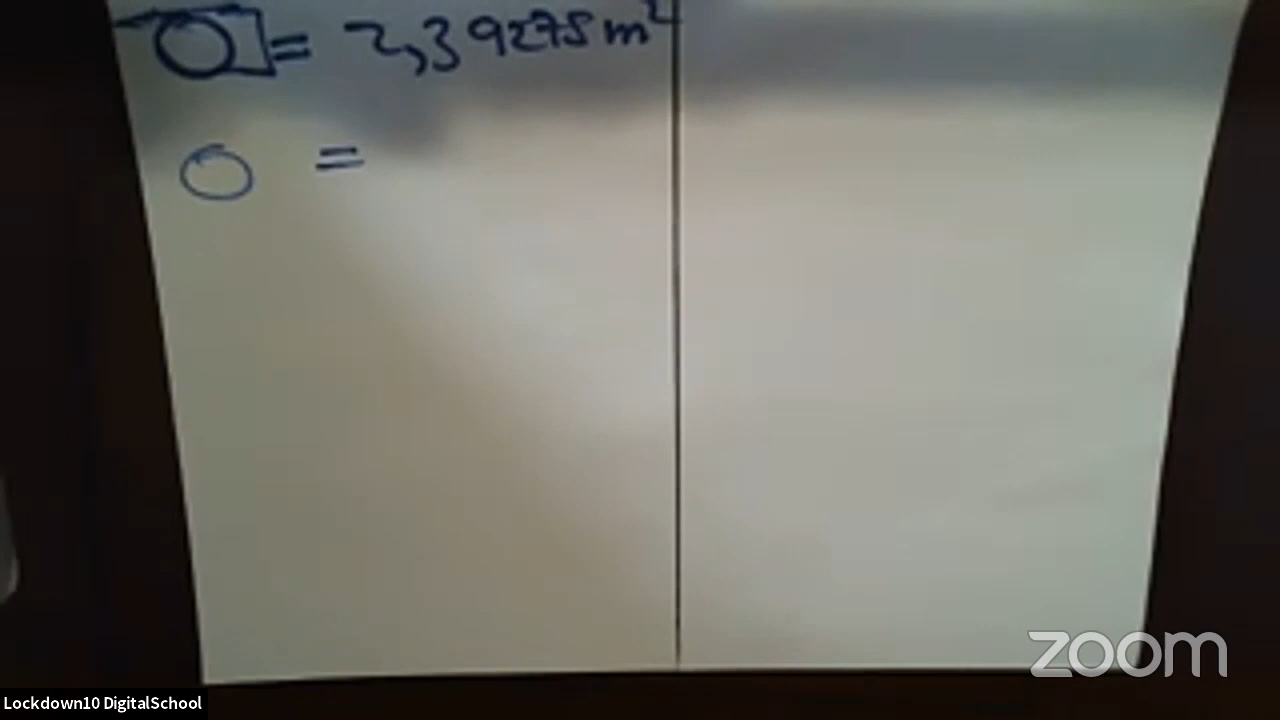 = 2,39275 m²
=
zoom
Lockdown10 DigitalSchool